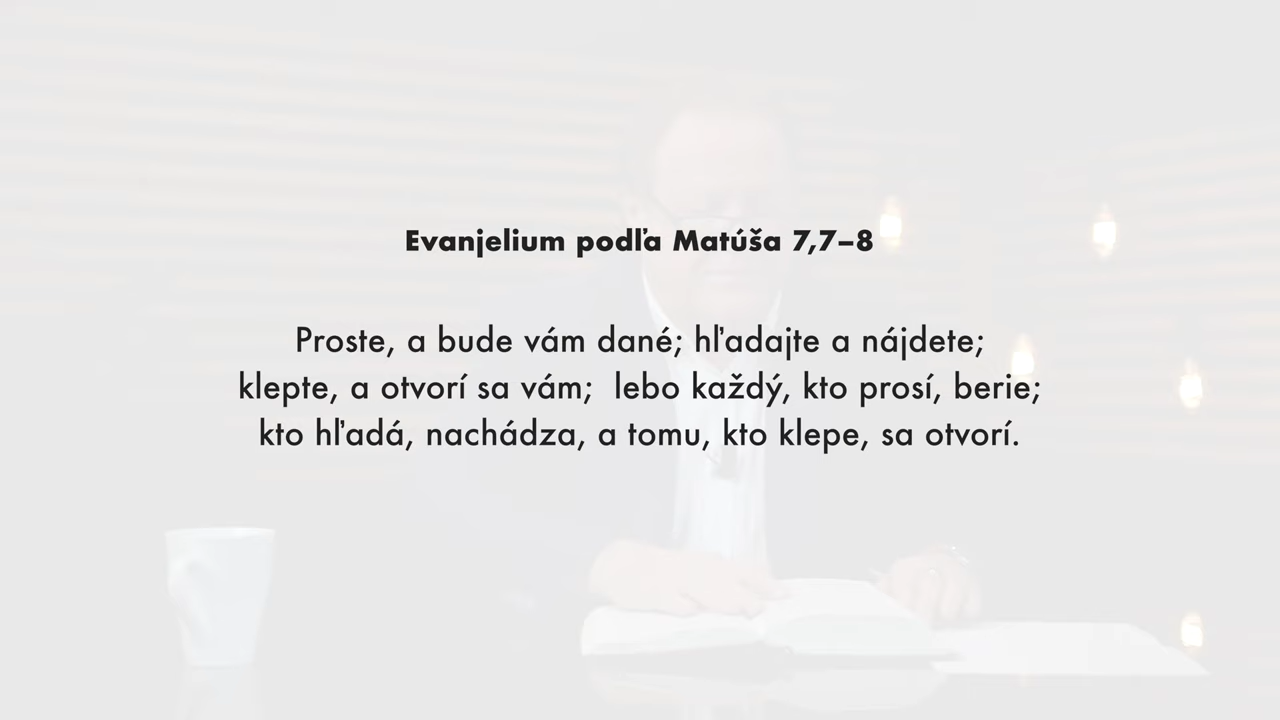 Evanjelium podľa Matúša 7,7–8
Proste, a bude vám dané; hľadajte a nájdete;
klepte, a otvorí sa vám;  lebo každý, kto prosí, berie;
kto hľadá, nachádza, a tomu, kto klepe, sa otvorí.